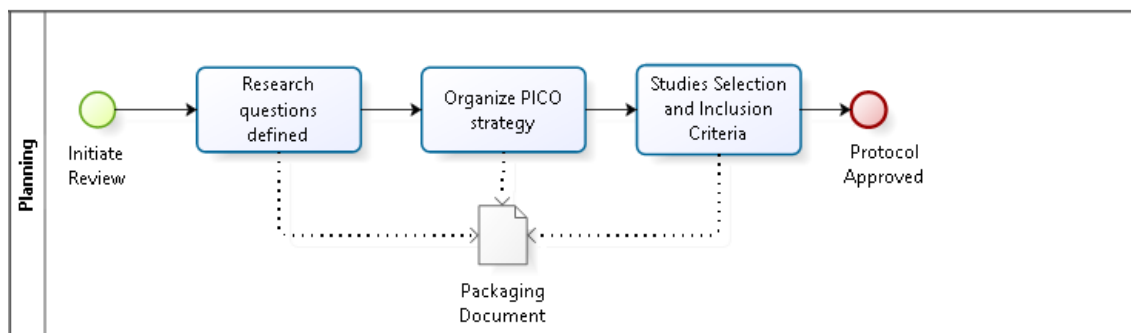 Planning
Initiate
Review
Research
questions
defined
Organize PICO
strategy
Studies Selection
and Inclusion
Criteria
Protocol
Approved
Packaging
Document